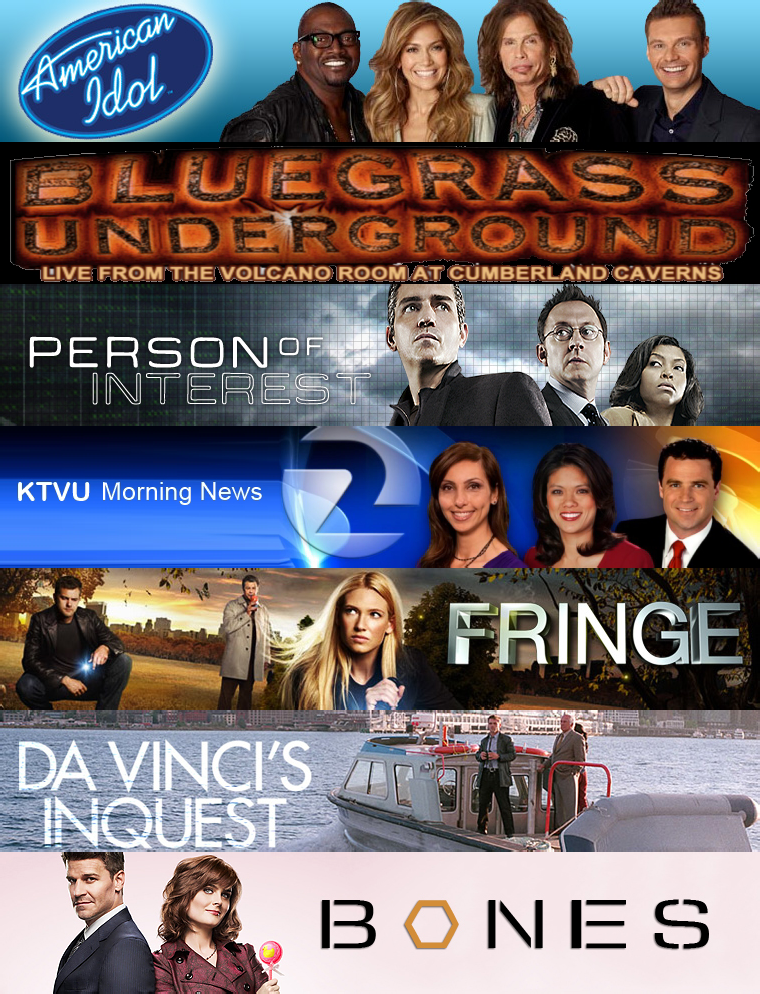 American
Idol
BLUEGRASS
UNDERGROUND
LIVE FROM THE VOLCANO ROOM AT CUMBERLAND CAVERNS
PERSON OF
INTEREST
KTVU Morning News
2
FRINGE
DA VINCI'S
INQUEST
BONES